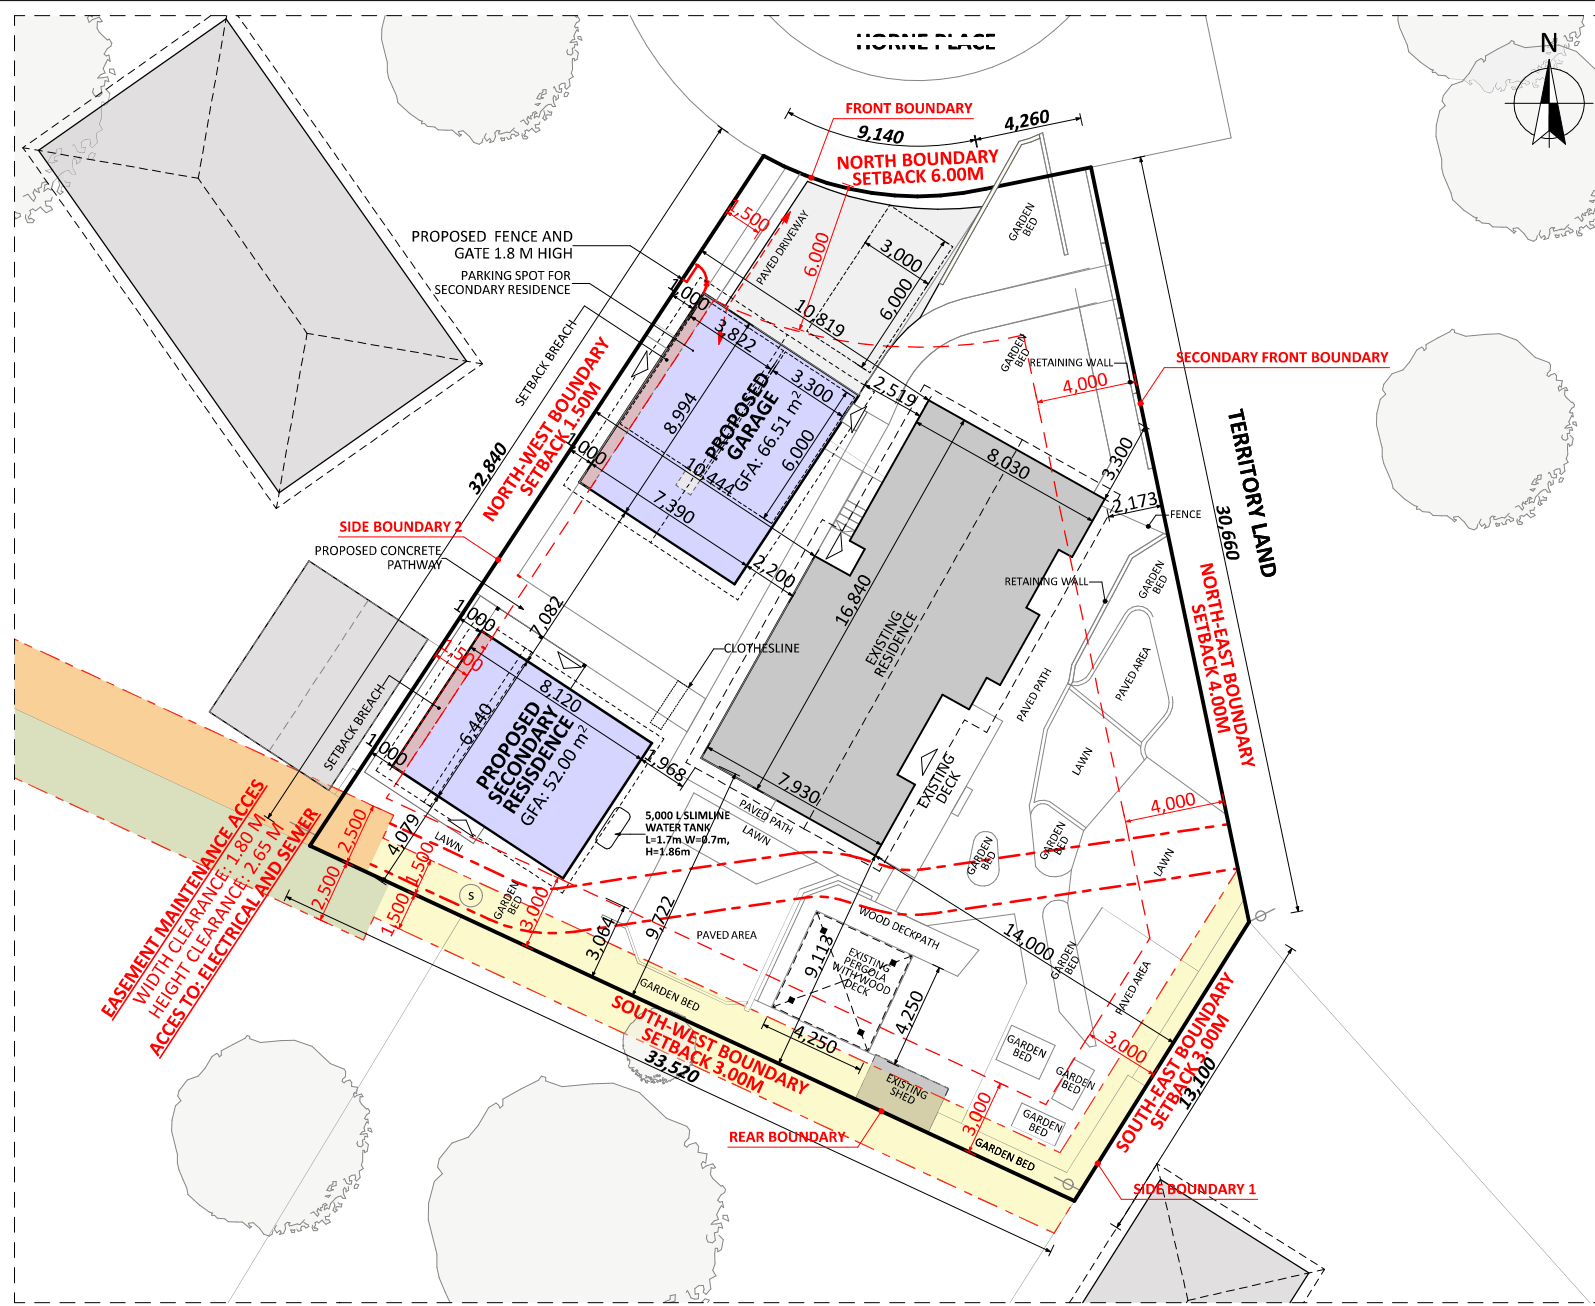 HORNE PLACE
N
FRONT BOUNDARY
9,140
4,260
NORTH BOUNDARY
SETBACK 6.00M
1,500
PAVED DRIVEWAY
6.000
3,000
6,000
GARDEN
BED
PROPOSED  FENCE AND
GATE 1.8 M HIGH
PARKING SPOT FOR
SECONDARY RESIDENCE
1,000
10,819
3,822
3,300
2,519
GARDEN
BED
RETAINING WALL
4,000
SECONDARY FRONT BOUNDARY
SETBACK BREACH
NORTH-WEST BOUNDARY
SETBACK 1.50M
32,840
8,994
PROPOSED
GARAGE
GFA: 66.51 m²
6,000
10,444
7,390
1,000
8,030
3,300
2,173
FENCE
TERRITORY LAND
30,660
SIDE BOUNDARY 2
PROPOSED CONCRETE
PATHWAY
2,200
16,840
EXISTING
RESIDENCE
RETAINING WALL
GARDEN
BED
NORTH-EAST BOUNDARY
SETBACK 4.00M
1,000
7,082
1,500
CLOTHESLINE
8,120
6,440
PROPOSED
SECONDARY
RESISDENCE
GFA: 52.00 m²
SETBACK BREACH
1,000
1,968
7,930
EXISTING
DECK
PAVED PATH
PAVED AREA
LAWN
4,000
5,000 L SLIMLINE
WATER TANK
L=1.7m W=0.7m,
H=1.86m
PAVED PATH
LAWN
LAWN
GARDEN
BED
GARDEN
BED
LAWN
EASEMENT MAINTENANCE ACCES
WIDTH CLEARANCE: 1.80 M
HEIGHT CLEARANCE: 2.65 M
ACCES TO: ELECTRICAL AND SEWER
2,500
2,500
4,079
1,500
1,500
S
GARDEN
BED
3,000
3,064
9,722
PAVED AREA
WOOD DECKPATH
9,113
EXISTING
PERGOLA
WITHWOOD
DECK
14,000
GARDEN
BED
PAVED AREA
4,250
4,250
GARDEN BED
SOUTH-WEST BOUNDARY
SETBACK 3.00M
33,520
EXISTING
SHED
GARDEN
BED
GARDEN
BED
GARDEN
BED
3,000
3,000
GARDEN BED
SOUTH-EAST BOUNDARY
SETBACK 3.00M
13,100
REAR BOUNDARY
SIDE BOUNDARY 1